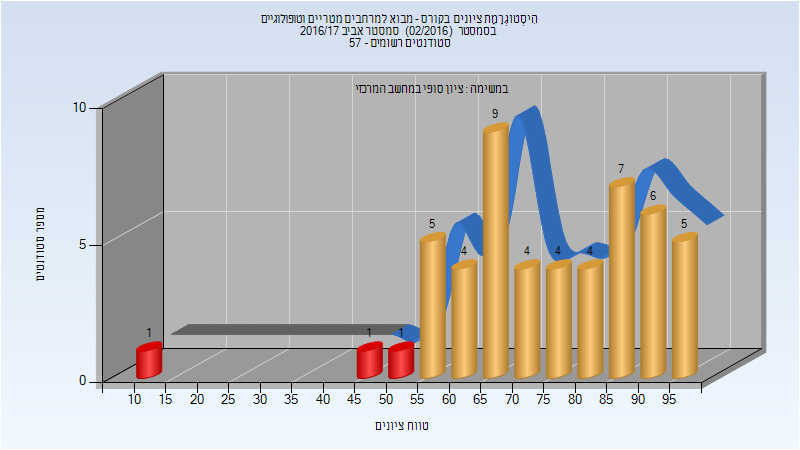 היסטוגרמת ציונים בקורס - מבוא למרחבים מטריים וטופולוגיים
בסמסטר (02/2016) סמסטר אביב 2016/17
סטודנטים רשומים - 57
במשימה : ציון סופי במחשב המרכזי
מספר סטודנטים
10
5
0
1
1
1
5
4
9
4
4
4
7
6
5
10 15 20 25 30 35 40 45 50 55 60 65 70 75 80 85 90 95
טווח ציונים